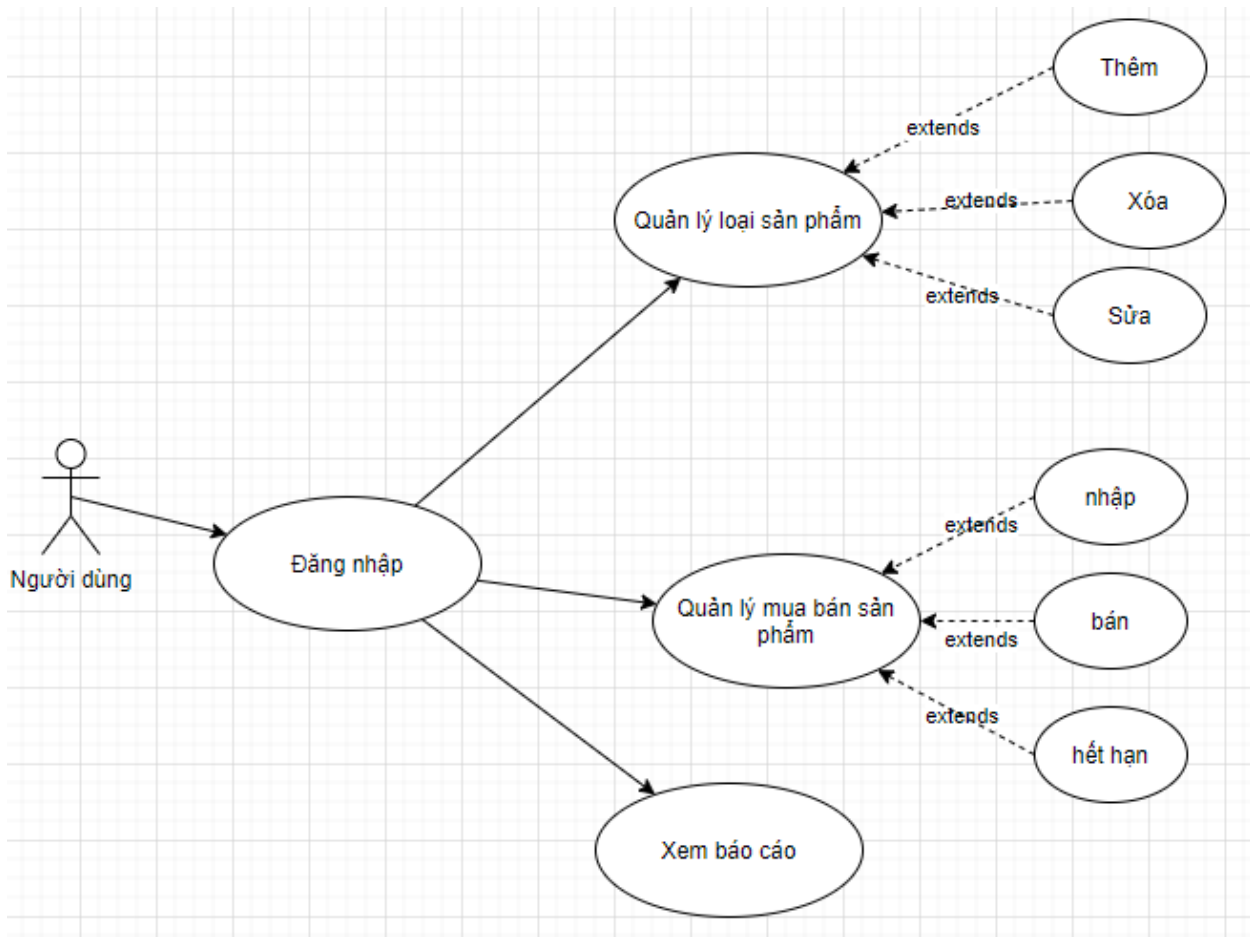 Thêm
extends
Quản lý loại sản phẩm
extends
Xóa
extends
Sửa
Người dùng
Đăng nhập
nhập
extends
Quản lý mua bán sản
phẩm
bán
extends
extends
hết hạn
Xem báo cáo